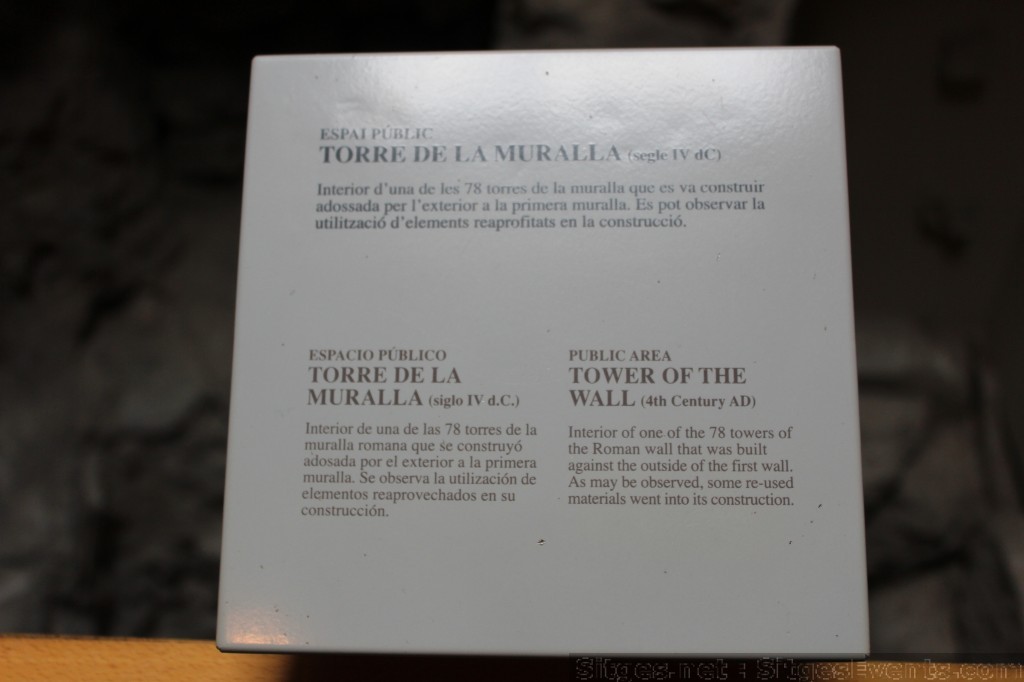 ESPAI PÚBLIC
TORRE DE LA MURALLA (segle IV dC)
Interior d'una de les 78 torres de la muralla que es va construir
adossada per l'exterior a la primera muralla. Es pot observar la
utilització d'elements reaprofitats en la construcció.
ESPACIO PÚBLICO
TORRE DE LA
MURALLA (siglo IV d.C.)
Interior de una de las 78 torres de la
muralla romana que se construyó
adosada por el exterior a la primera
muralla. Se observa la utilización de
elementos reaprovechados en su
construcción.
PUBLIC AREA
TOWER OF THE
WALL (4th Century AD)
Interior of one of the 78 towers of
the Roman wall that was built
against the outside of the first wall.
As may be observed, some re-used
materials went into its construction.
Sitges.net : SitgesEvents.com